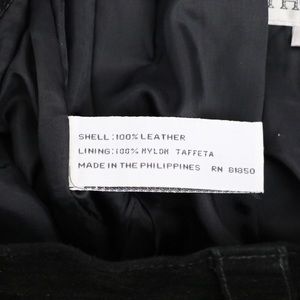 SHELL: 100% LEATHER
LINING: 100% NYLON TAFFETA
MADE IN THE PHILIPPINES RN 81850